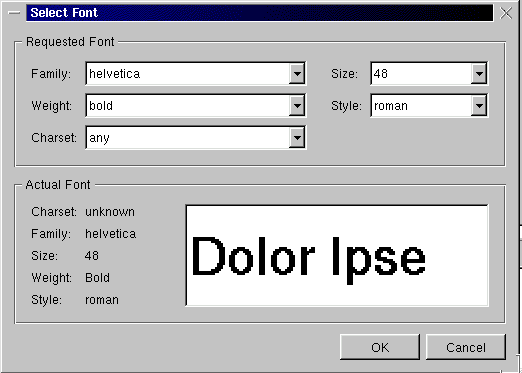 Select Font
Requested Font
Family: helvetica Size: 48
Weight: bold Style: roman
Charset: any
Actual Font
Charset: unknown
Family: helvetica
Size: 48
Weight: Bold
Style: roman
Dolor Ipse
OK Cancel